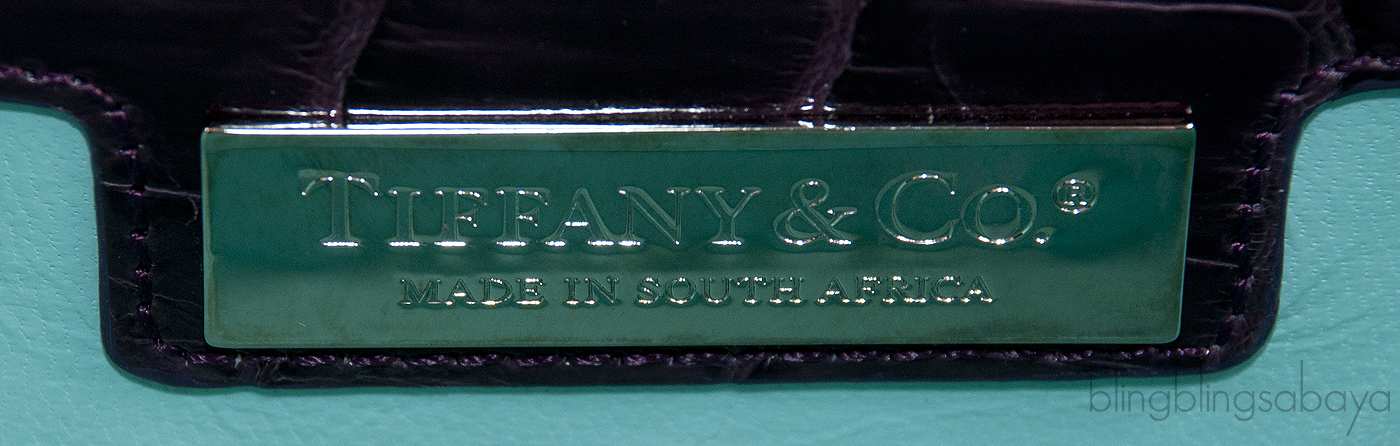 TIFFANY & CO.®
MADE IN SOUTH AFRICA
blingblingsabaya